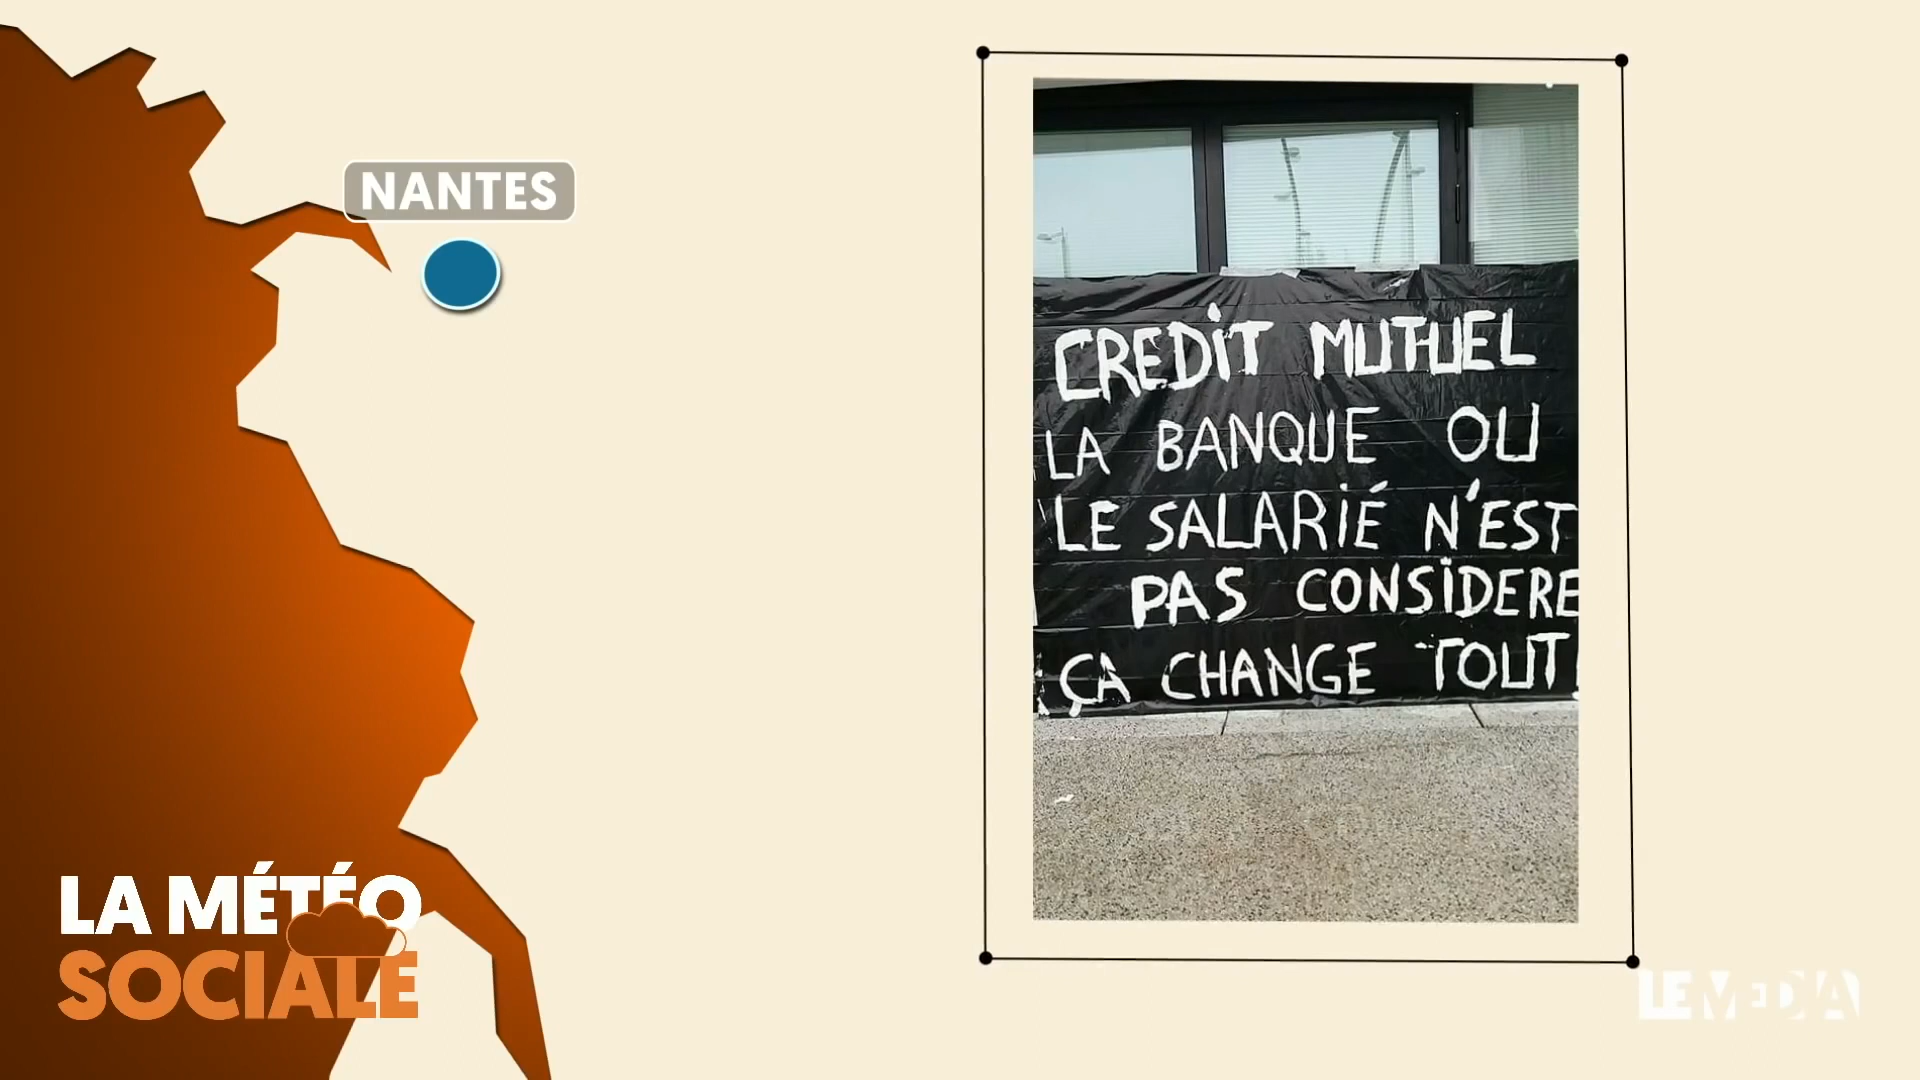 NANTES
CREDIT MUTUEL
LA BANQUE OU
LE SALARIÉ N'EST
PAS CONSIDERE
ÇA CHANGE TOUT
LA MÉTÉO
SOCIALE
LE MEDIA